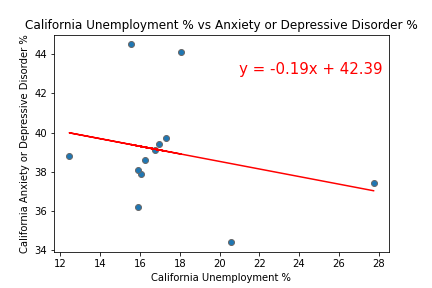 California Unemployment % vs Anxiety or Depressive Disorder %
y = -0.19x + 42.39
California Anxiety or Depressive Disorder %
44
42
40
38
36
34
12 14 16 18 20 22 24 26 28
California Unemployment %